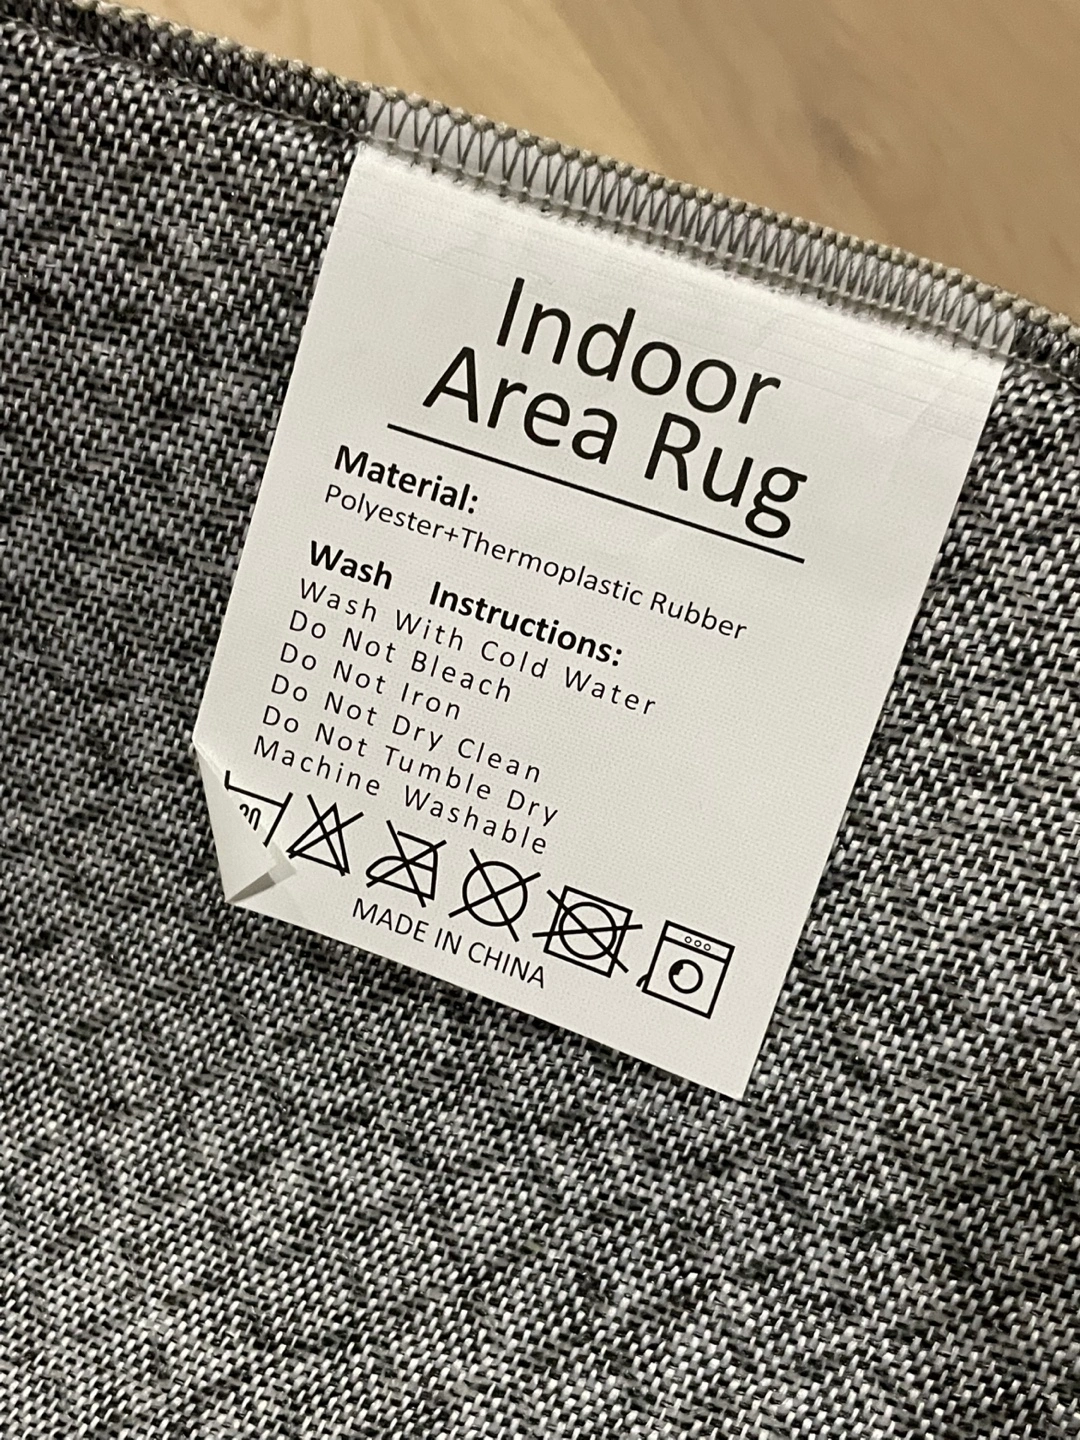 Indoor
Area Rug
Material:
Polyester+Thermoplastic Rubber
Wash Instructions:
Wash With Cold Water
Do Not Bleach
Do Not Iron
Do Not Dry Clean
Do Not Tumble Dry
Machine Washable
MADE IN CHINA